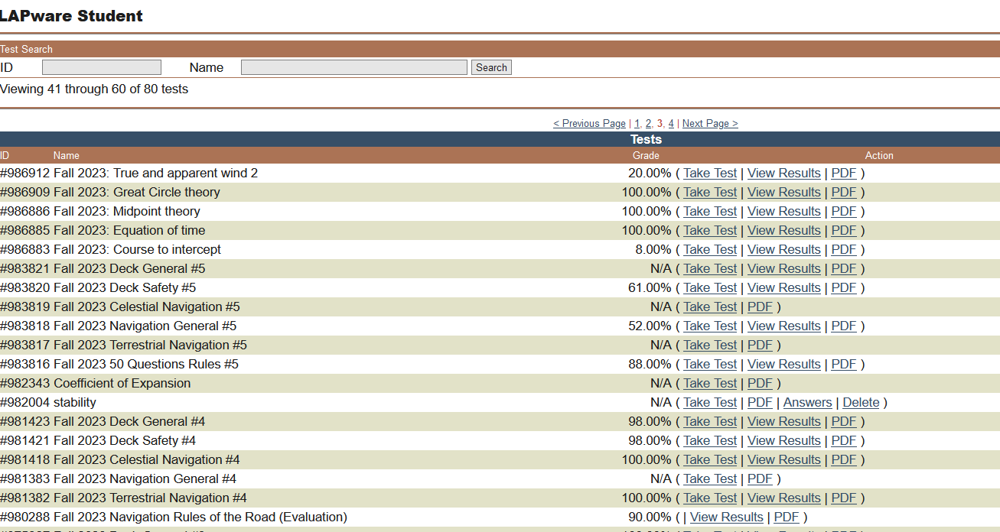 LAPware Student
Test Search
ID Name Search
Viewing 41 through 60 of 80 tests
< Previous Page | 1, 2, 3, 4 | Next Page >
Tests
ID Name Grade Action
#986912 Fall 2023: True and apparent wind 2 20.00% ( Take Test | View Results | PDF )
#986909 Fall 2023: Great Circle theory 100.00% ( Take Test | View Results | PDF )
#986886 Fall 2023: Midpoint theory 100.00% ( Take Test | View Results | PDF )
#986885 Fall 2023: Equation of time 100.00% ( Take Test | View Results | PDF )
#986883 Fall 2023: Course to intercept 8.00% ( Take Test | View Results | PDF )
#983821 Fall 2023 Deck General #5 N/A ( Take Test | View Results | PDF )
#983820 Fall 2023 Deck Safety #5 61.00% ( Take Test | View Results | PDF )
#983819 Fall 2023 Celestial Navigation #5 N/A ( Take Test | PDF )
#983818 Fall 2023 Navigation General #5 52.00% ( Take Test | View Results | PDF )
#983817 Fall 2023 Terrestrial Navigation #5 N/A ( Take Test | PDF )
#983816 Fall 2023 50 Questions Rules #5 88.00% ( Take Test | View Results | PDF )
#982343 Coefficient of Expansion N/A ( Take Test | PDF )
#982004 stability N/A ( Take Test | PDF | Answers | Delete )
#981423 Fall 2023 Deck General #4 98.00% ( Take Test | View Results | PDF )
#981421 Fall 2023 Deck Safety #4 98.00% ( Take Test | View Results | PDF )
#981418 Fall 2023 Celestial Navigation #4 100.00% ( Take Test | View Results | PDF )
#981383 Fall 2023 Navigation General #4 N/A ( Take Test | PDF )
#981382 Fall 2023 Terrestrial Navigation #4 100.00% ( Take Test | View Results | PDF )
#980288 Fall 2023 Navigation Rules of the Road (Evaluation) 90.00% ( | View Results | PDF )